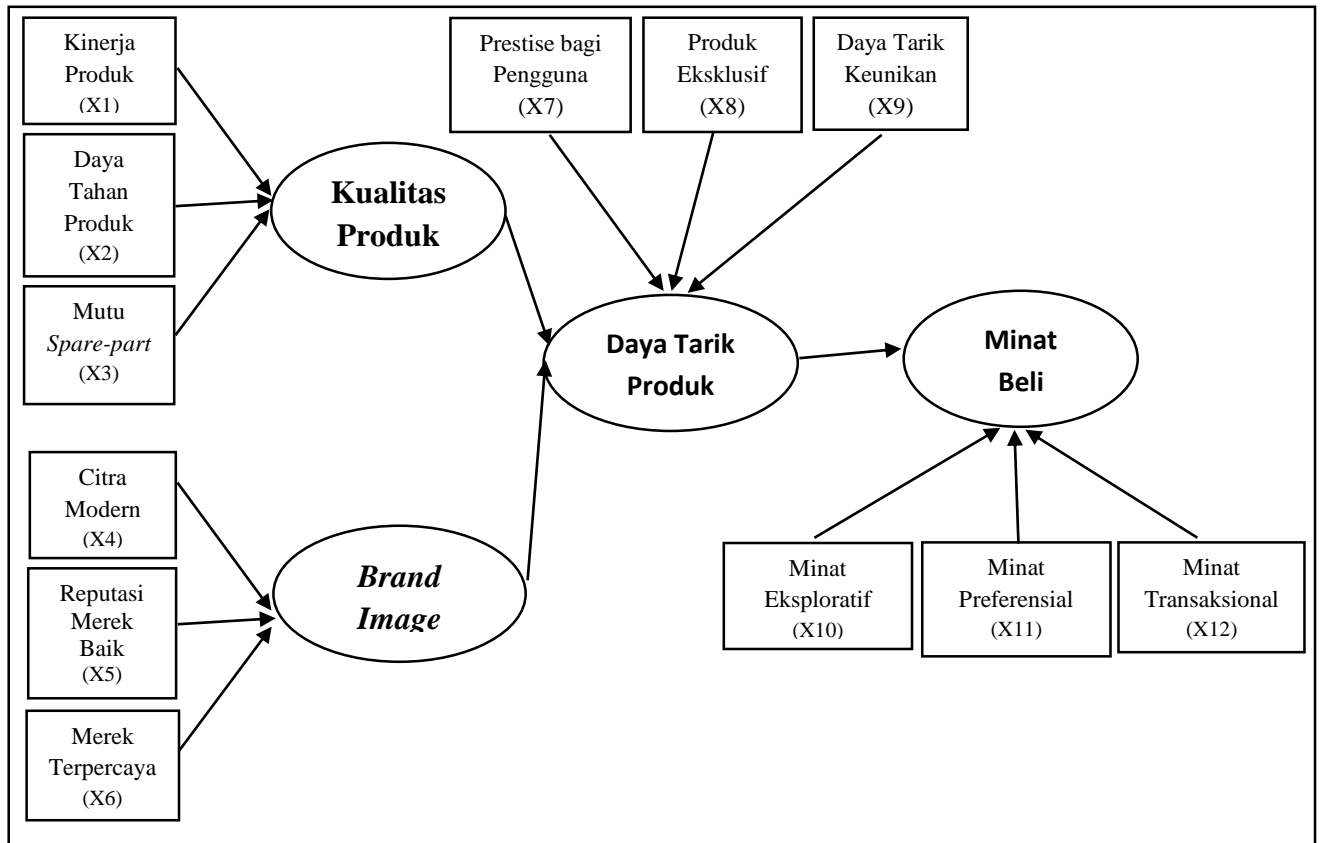 Kinerja
Produk
(X1)
Daya
Tahan
Produk
(X2)
Mutu
Spare-part
(X3)
Citra
Modern
(X4)
Reputasi
Merek
Baik
(X5)
Merek
Terpercaya
(X6)
Kualitas
Produk
Brand
Image
Prestise bagi
Pengguna
(X7)
Produk
Eksklusif
(X8)
Daya Tarik
Keunikan
(X9)
Daya Tarik
Produk
Minat
Beli
Minat
Eksploratif
(X10)
Minat
Preferensial
(X11)
Minat
Transaksional
(X12)